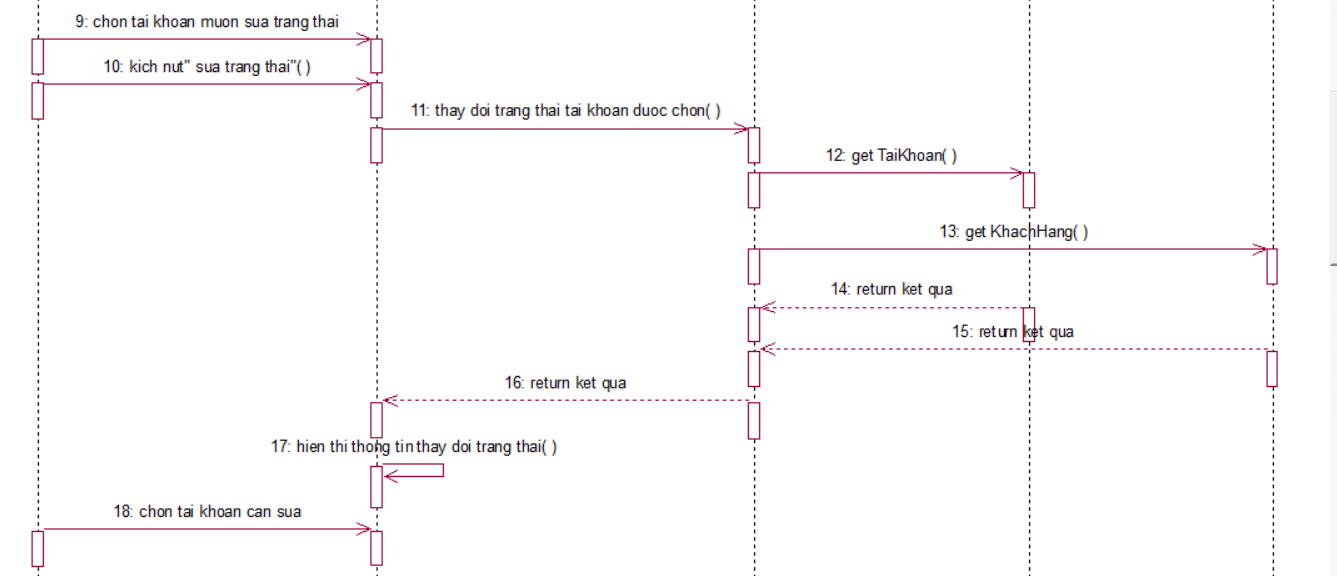 9: chon tai khoan muon sua trang thai
10: kich nut" sua trang thai"( )
11: thay doi trang thai tai khoan duoc chon( )
12: get TaiKhoan( )
13: get KhachHang( )
14: return ket qua
15: return ket qua
16: return ket qua
17: hien thi thong tin thay doi trang thai( )
18: chon tai khoan can sua